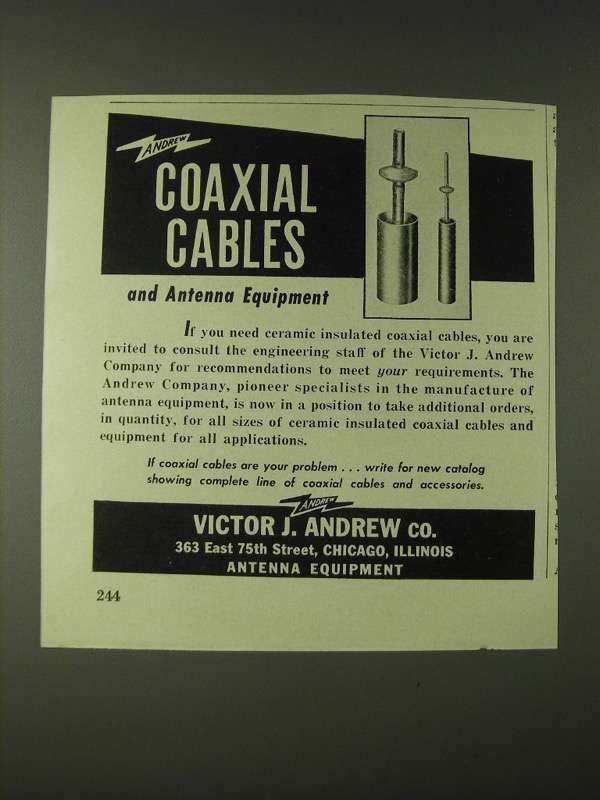 ANDREW
COAXIAL
CABLES
and Antenna Equipment
If you need ceramic insulated coaxial cables, you are
invited to consult the engineering staff of the Victor J. Andrew
Company for recommendations to meet your requirements. The
Andrew Company, pioneer specialists in the manufacture of
antenna equipment, is now in a position to take additional orders,
in quantity, for all sizes of ceramic insulated coaxial cables and
equipment for all applications.
If coaxial cables are your problem . . . write for new catalog
showing complete line of coaxial cables and accessories.
ANDREW
VICTOR J. ANDREW CO.
363 East 75th Street, CHICAGO, ILLINOIS
ANTENNA EQUIPMENT
244